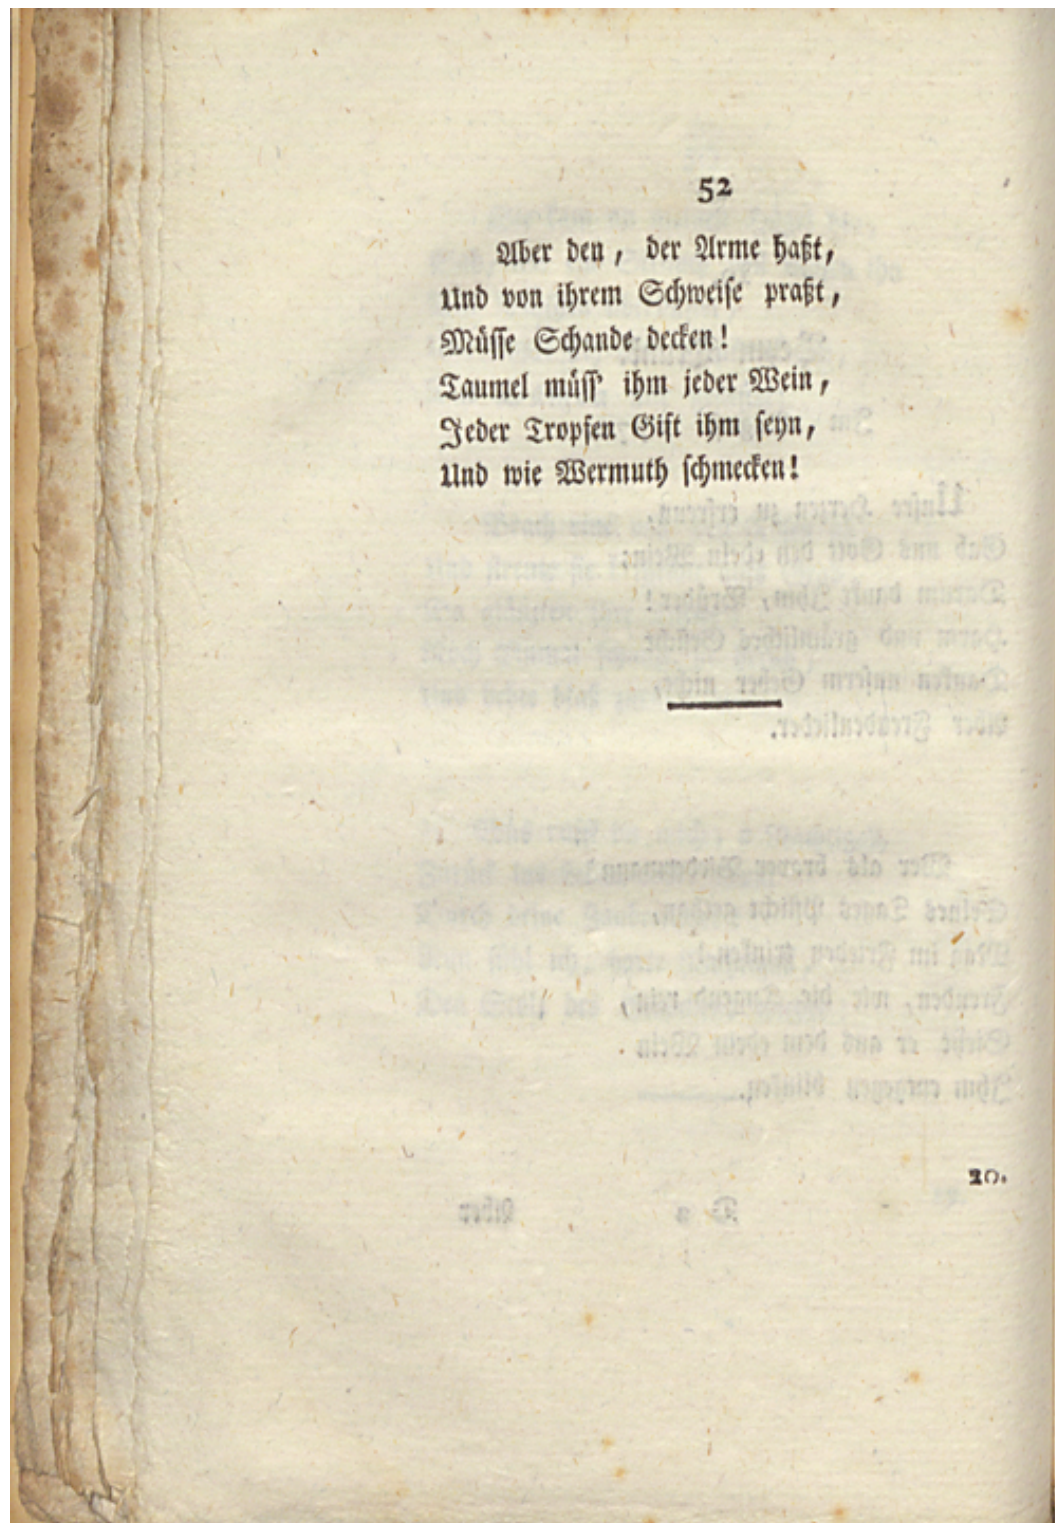 52
Aber den, der Arme haßt,
Und von ihrem Schweiſe praßt,
Müſſe Schande decken!
Taumel müſſ' ihm jeder Wein,
Jeder Tropfen Gift ihm ſeyn,
Und wie Wermuth ſchmecken!
20.